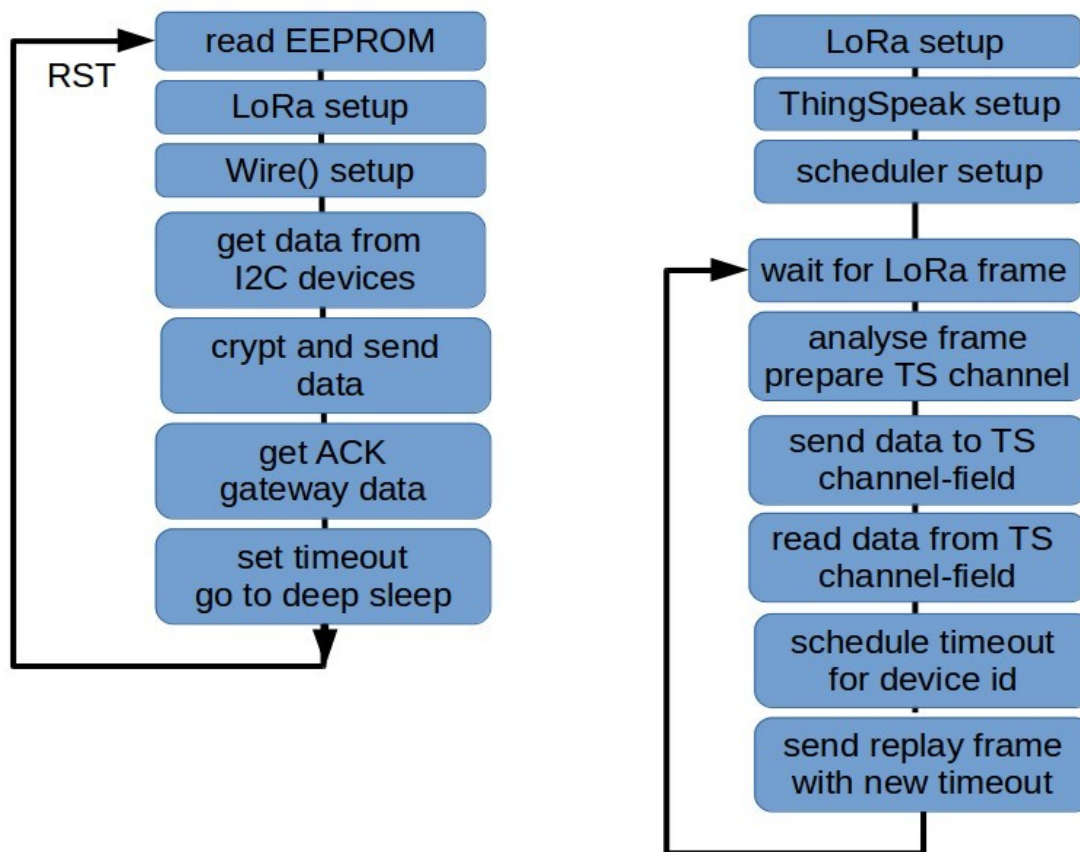 read EEPROM
RST
LoRa setup
Wire() setup
get data from
I2C devices
crypt and send
data
get ACK
gateway data
set timeout
go to deep sleep
LoRa setup
ThingSpeak setup
scheduler setup
wait for LoRa frame
analyse frame
prepare TS channel
send data to TS
channel-field
read data from TS
channel-field
schedule timeout
for device id
send replay frame
with new timeout